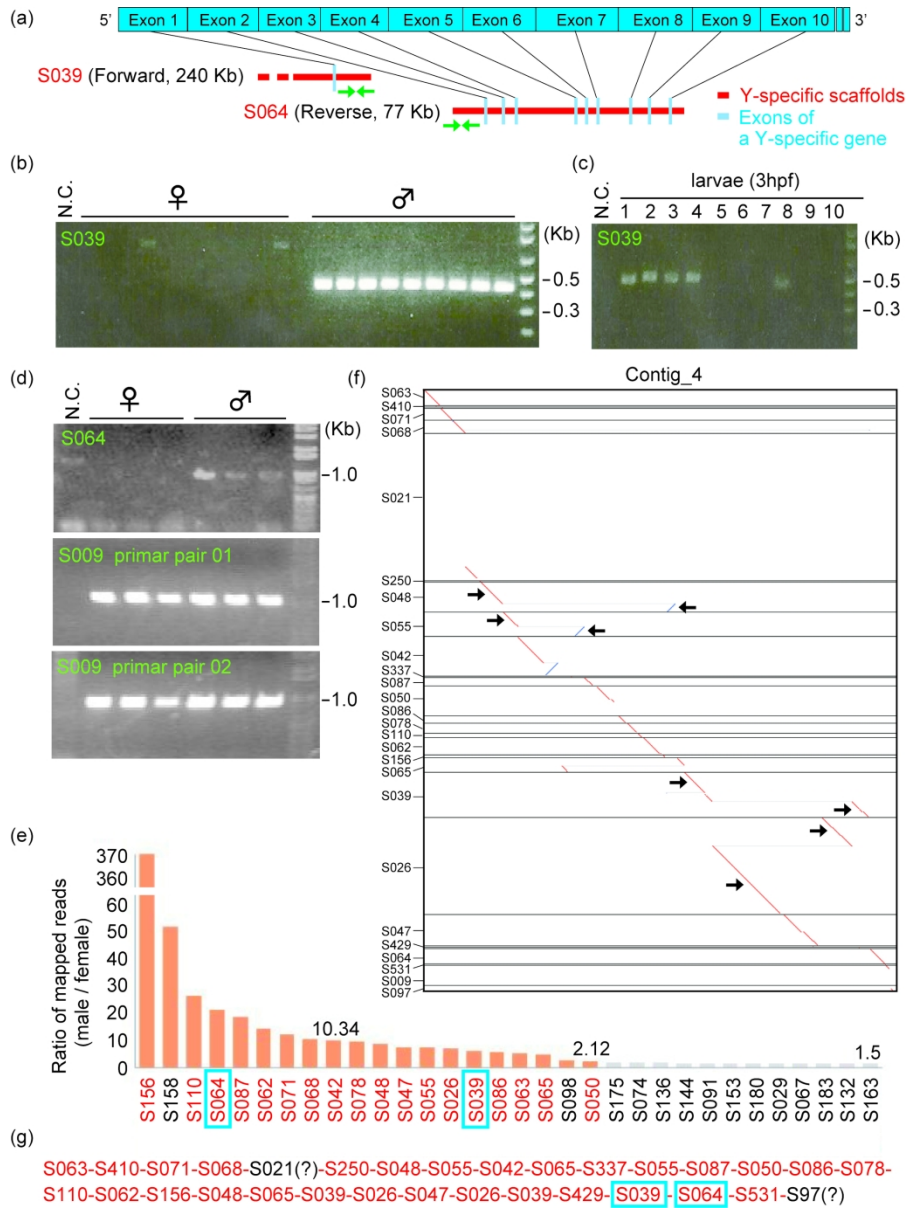 (a)
5' Exon 1 Exon 2 Exon 3 Exon 4 Exon 5 Exon 6 Exon 7 Exon 8 Exon 9 Exon 10 3'
S039 (Forward, 240 Kb)
S064 (Reverse, 77 Kb)
Y-specific scaffolds
Exons of
a Y-specific gene
(b)
N.C. ♀ ♂
S039
(Kb)
0.5
0.3
(c)
N.C. larvae (3hpf)
1 2 3 4 5 6 7 8 9 10
S039
(Kb)
0.5
0.3
(d)
N.C. ♀ ♂
(Kb)
S064
1.0
S009 primar pair 01
1.0
S009 primar pair 02
1.0
(f)
Contig_4
S063
S410
S071
S068
S021
S250
S048
S055
S042
S337
S087
S050
S086
S078
S110
S062
S156
S065
S039
S026
S047
S429
S064
S531
S009
S097
(e)
Ratio of mapped reads
(male / female)
370
360
60
50
40
30
20
10
0
10.34
2.12
1.5
S156 S158 S110 S064 S087 S062 S071 S068 S042 S078 S048 S047 S055 S026 S039 S086 S063 S065 S098 S050 S175 S074 S136 S144 S091 S153 S180 S029 S067 S183 S132 S163
(g)
S063-S410-S071-S068-S021(?)-S250-S048-S055-S042-S065-S337-S055-S087-S050-S086-S078-
S110-S062-S156-S048-S065-S039-S026-S047-S026-S039-S429-S039-S064-S531-S97(?)